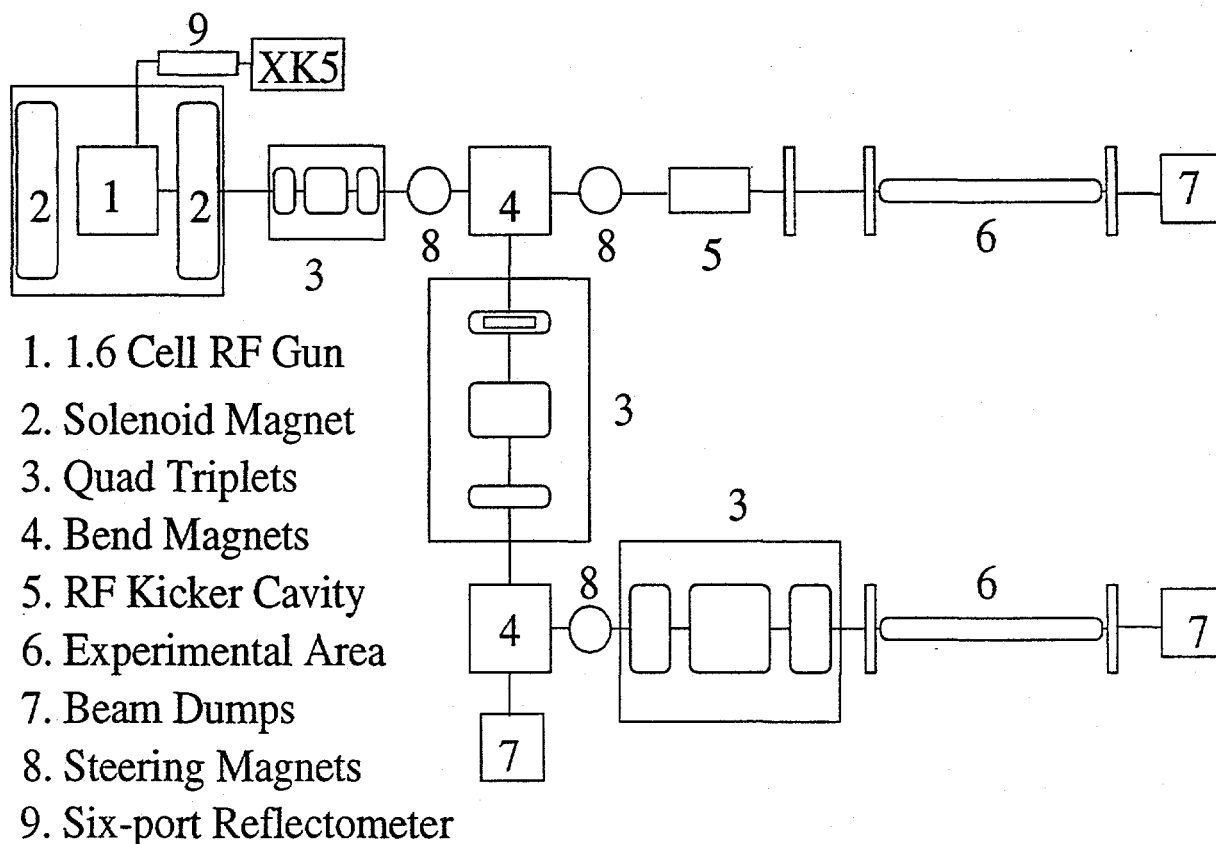 9
XK5
2
1
2
3
8
4
8
5
6
7
3
1. 1.6 Cell RF Gun
2. Solenoid Magnet
3. Quad Triplets
4. Bend Magnets
5. RF Kicker Cavity
6. Experimental Area
7. Beam Dumps
8. Steering Magnets
9. Six-port Reflectometer
4
8
3
6
7
7